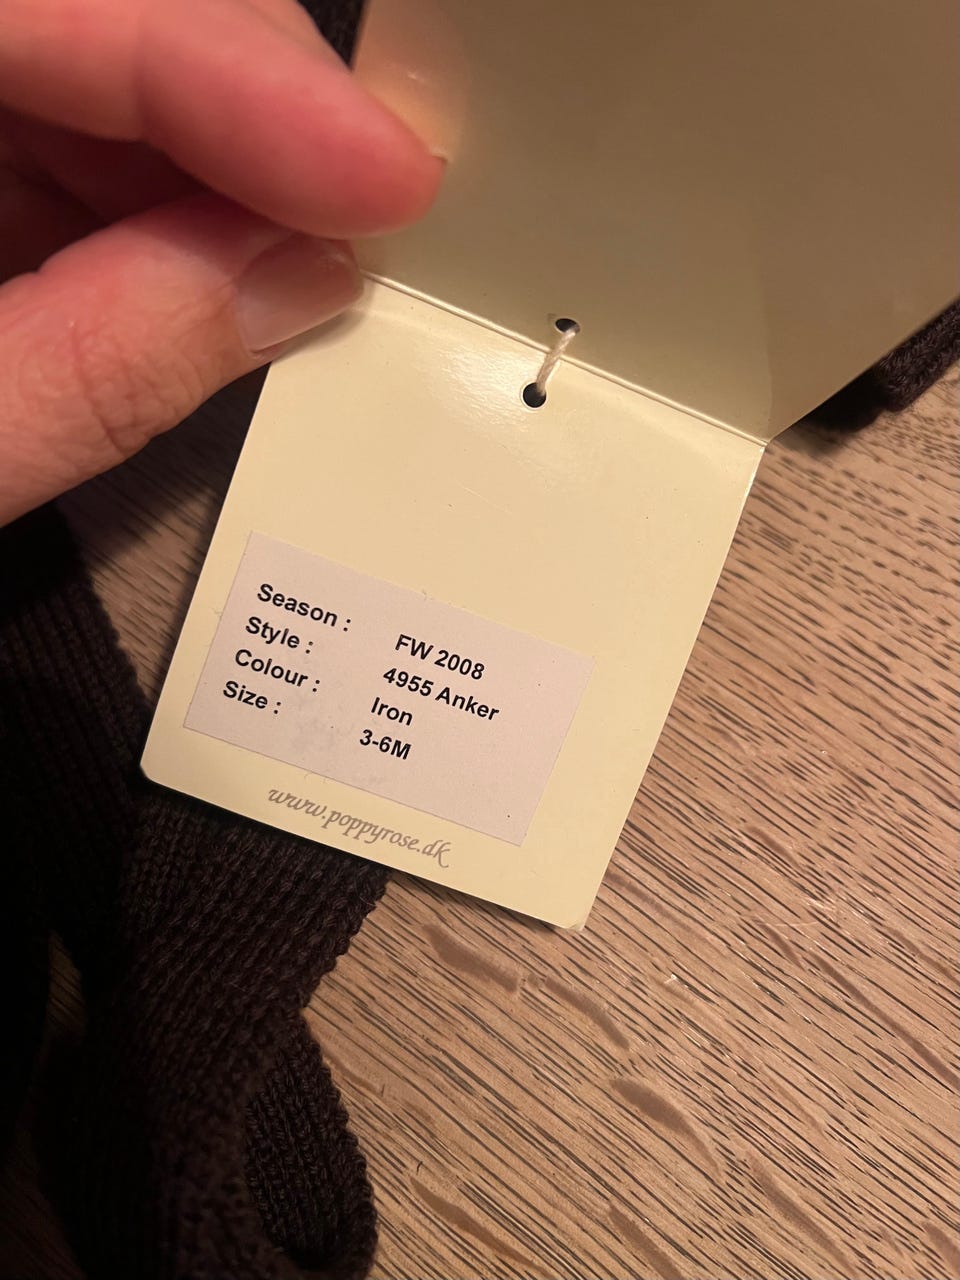 Season : FW 2008
Style : 4955 Anker
Colour : Iron
Size : 3-6M
www.poppyrose.dk